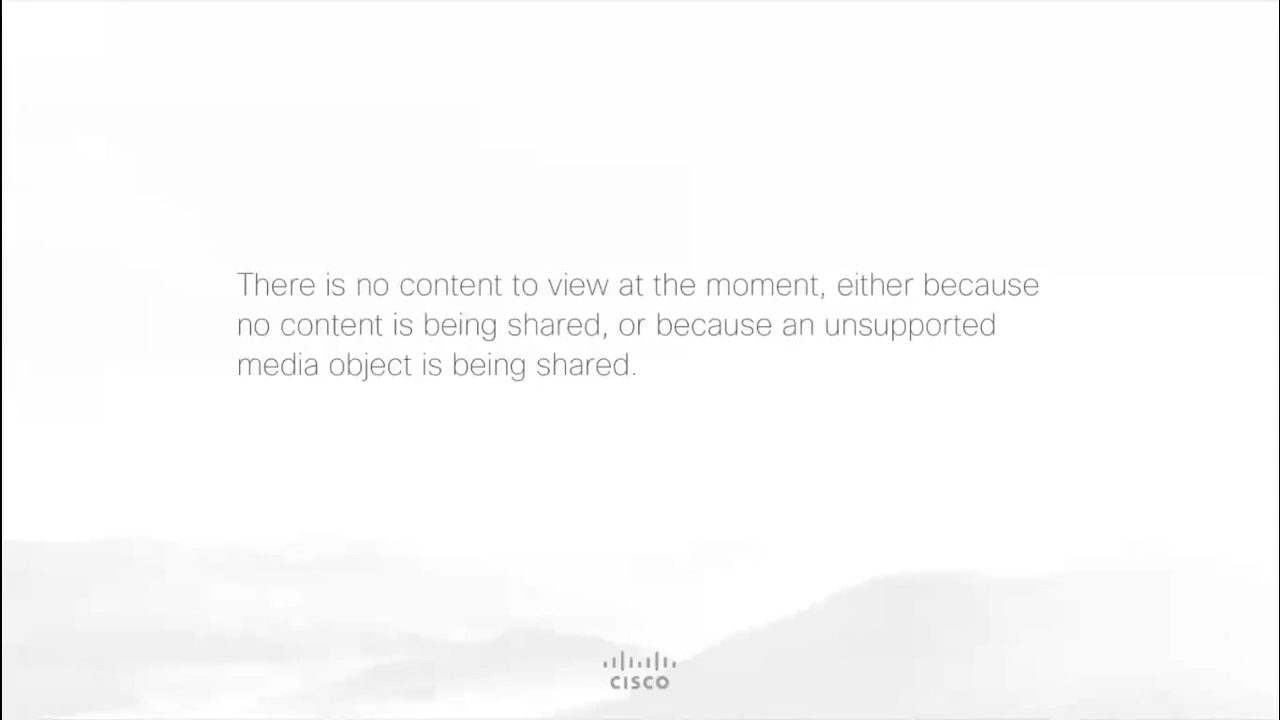 There is no content to view at the moment, either because
no content is being shared, or because an unsupported
media object is being shared.
CISCO